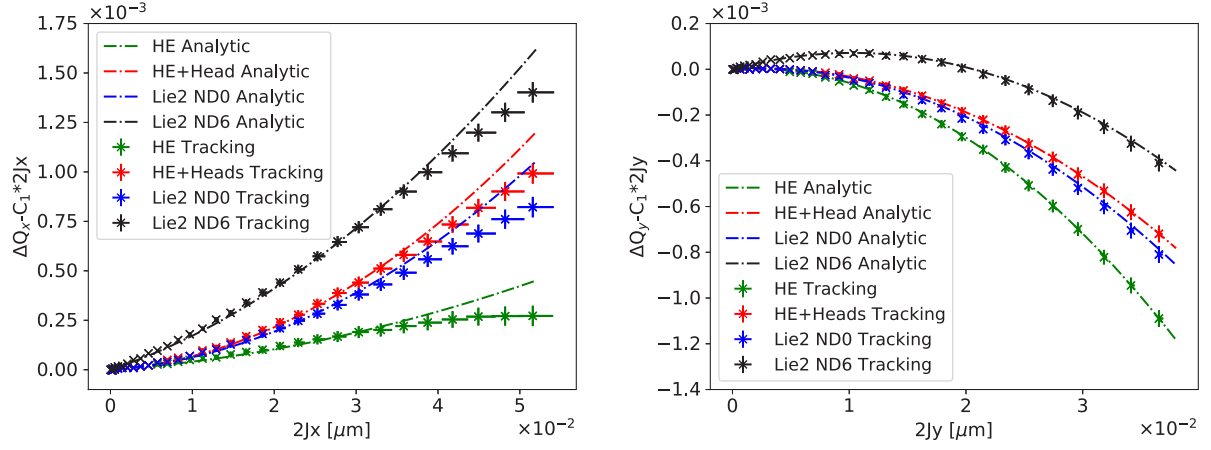 ×10⁻³
1.75
1.50
1.25
1.00
0.75
0.50
0.25
0.00
ΔQₓ-C₁*2Jx
HE Analytic
HE+Head Analytic
Lie2 ND0 Analytic
Lie2 ND6 Analytic
HE Tracking
HE+Heads Tracking
Lie2 ND0 Tracking
Lie2 ND6 Tracking
0 1 2 3 4 5
2Jx [μm]
×10⁻²
×10⁻³
0.2
0.0
−0.2
−0.4
−0.6
−0.8
−1.0
−1.2
−1.4
ΔQy-C₁*2Jy
HE Analytic
HE+Head Analytic
Lie2 ND0 Analytic
Lie2 ND6 Analytic
HE Tracking
HE+Heads Tracking
Lie2 ND0 Tracking
Lie2 ND6 Tracking
0 1 2 3
2Jy [μm]
×10⁻²